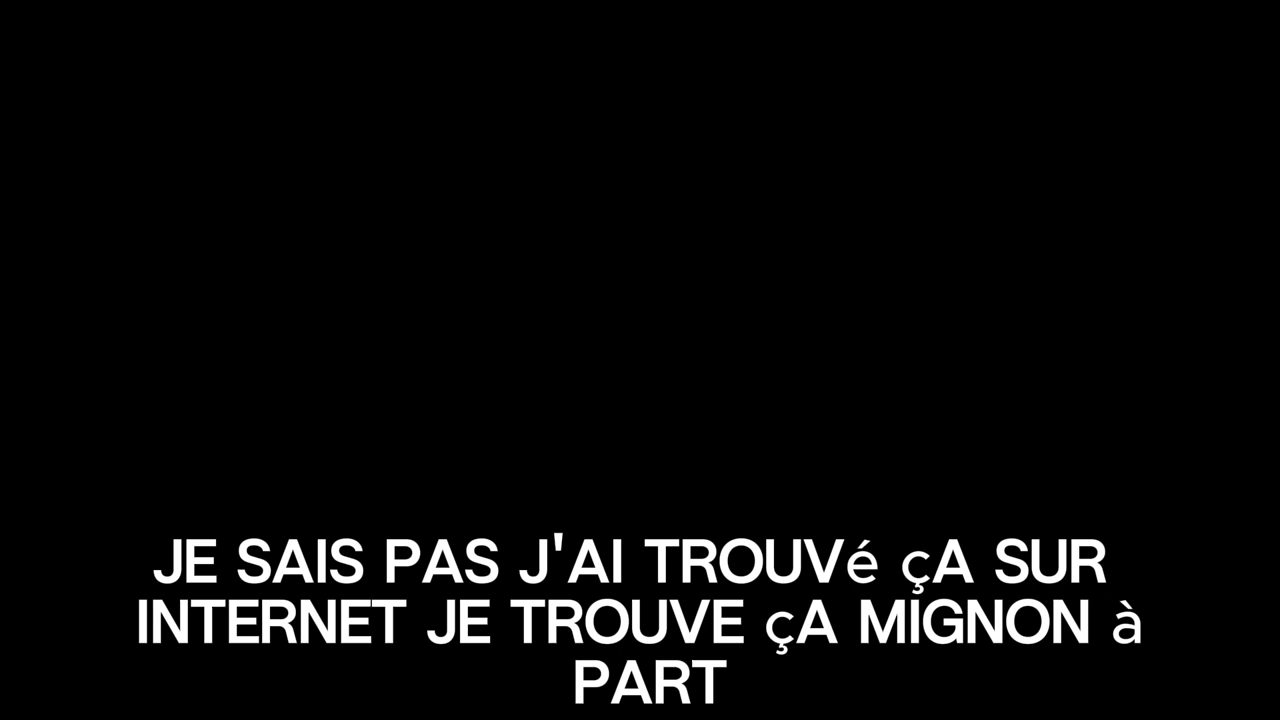 JE SAIS PAS J'AI TROUVé çA SUR
INTERNET JE TROUVE çA MIGNON à
PART